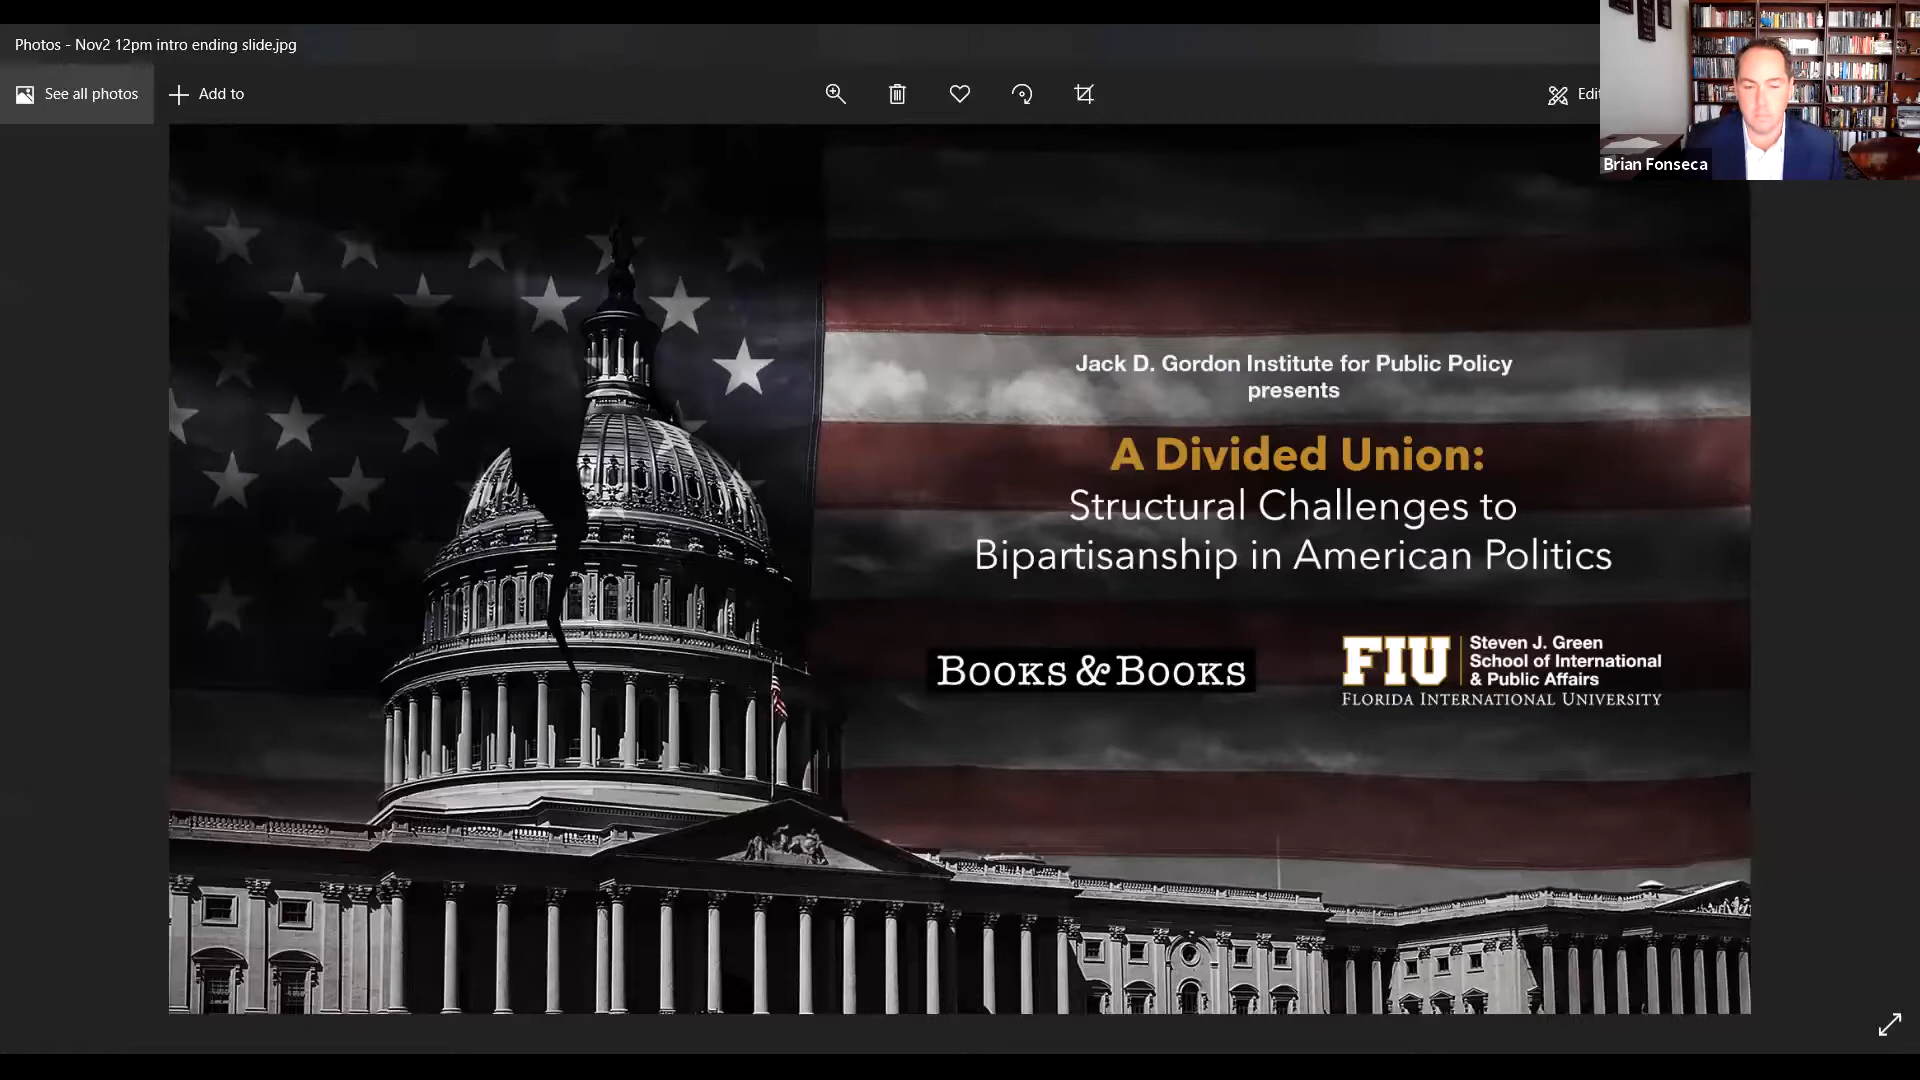 Photos - Nov2 12pm intro ending slide.jpg
See all photos
Add to
Brian Fonseca
Jack D. Gordon Institute for Public Policy
presents
A Divided Union:
Structural Challenges to
Bipartisanship in American Politics
Books & Books
FIU
Steven J. Green
School of International
& Public Affairs
Florida International University